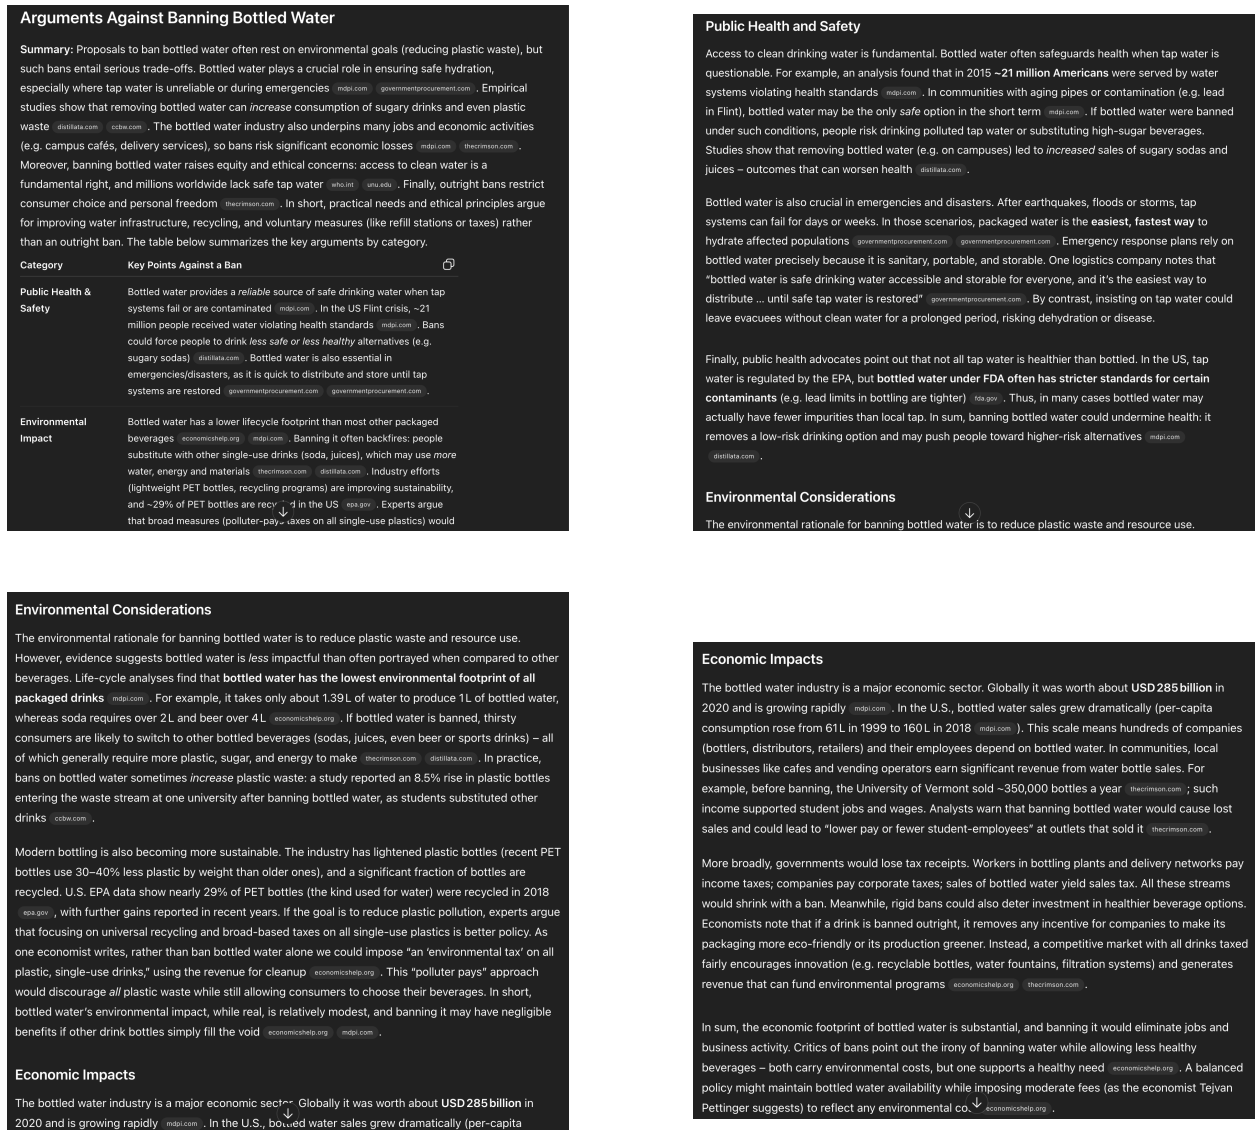 Arguments Against Banning Bottled Water
Summary: Proposals to ban bottled water often rest on environmental goals (reducing plastic waste), but
such bans entail serious trade-offs. Bottled water plays a crucial role in ensuring safe hydration,
especially where tap water is unreliable or during emergencies mdpi.com governmentprocurement.com . Empirical
studies show that removing bottled water can increase consumption of sugary drinks and even plastic
waste distillata.com ccbw.com . The bottled water industry also underpins many jobs and economic activities
(e.g. campus cafés, delivery services), so bans risk significant economic losses mdpi.com thecrimson.com .
Moreover, banning bottled water raises equity and ethical concerns: access to clean water is a
fundamental right, and millions worldwide lack safe tap water who.int unu.edu . Finally, outright bans restrict
consumer choice and personal freedom thecrimson.com . In short, practical needs and ethical principles argue
for improving water infrastructure, recycling, and voluntary measures (like refill stations or taxes) rather
than an outright ban. The table below summarizes the key arguments by category.
Category Key Points Against a Ban
Public Health & Bottled water provides a reliable source of safe drinking water when tap
Safety systems fail or are contaminated mdpi.com . In the US Flint crisis, ~21
million people received water violating health standards mdpi.com . Bans
could force people to drink less safe or less healthy alternatives (e.g.
sugary sodas) distillata.com . Bottled water is also essential in
emergencies/disasters, as it is quick to distribute and store until tap
systems are restored governmentprocurement.com governmentprocurement.com .
Environmental Bottled water has a lower lifecycle footprint than most other packaged
Impact beverages economicshelp.org mdpi.com . Banning it often backfires: people
substitute with other single-use drinks (soda, juices), which may use more
water, energy and materials thecrimson.com distillata.com . Industry efforts
(lightweight PET bottles, recycling programs) are improving sustainability,
and ~29% of PET bottles are recycled in the US epa.gov . Experts argue
that broad measures (polluter-pays taxes on all single-use plastics) would
Public Health and Safety
Access to clean drinking water is fundamental. Bottled water often safeguards health when tap water is
questionable. For example, an analysis found that in 2015 ~21 million Americans were served by water
systems violating health standards mdpi.com . In communities with aging pipes or contamination (e.g. lead
in Flint), bottled water may be the only safe option in the short term mdpi.com . If bottled water were banned
under such conditions, people risk drinking polluted tap water or substituting high-sugar beverages.
Studies show that removing bottled water (e.g. on campuses) led to increased sales of sugary sodas and
juices – outcomes that can worsen health distillata.com .
Bottled water is also crucial in emergencies and disasters. After earthquakes, floods or storms, tap
systems can fail for days or weeks. In those scenarios, packaged water is the easiest, fastest way to
hydrate affected populations governmentprocurement.com governmentprocurement.com . Emergency response plans rely on
bottled water precisely because it is sanitary, portable, and storable. One logistics company notes that
“bottled water is safe drinking water accessible and storable for everyone, and it’s the easiest way to
distribute … until safe tap water is restored” governmentprocurement.com . By contrast, insisting on tap water could
leave evacuees without clean water for a prolonged period, risking dehydration or disease.
Finally, public health advocates point out that not all tap water is healthier than bottled. In the US, tap
water is regulated by the EPA, but bottled water under FDA often has stricter standards for certain
contaminants (e.g. lead limits in bottling are tighter) fda.gov . Thus, in many cases bottled water may
actually have fewer impurities than local tap. In sum, banning bottled water could undermine health: it
removes a low-risk drinking option and may push people toward higher-risk alternatives mdpi.com
distillata.com .
Environmental Considerations
The environmental rationale for banning bottled water is to reduce plastic waste and resource use.
Environmental Considerations
The environmental rationale for banning bottled water is to reduce plastic waste and resource use.
However, evidence suggests bottled water is less impactful than often portrayed when compared to other
beverages. Life-cycle analyses find that bottled water has the lowest environmental footprint of all
packaged drinks mdpi.com . For example, it takes only about 1.39 L of water to produce 1 L of bottled water,
whereas soda requires over 2 L and beer over 4 L economicshelp.org . If bottled water is banned, thirsty
consumers are likely to switch to other bottled beverages (sodas, juices, even beer or sports drinks) – all
of which generally require more plastic, sugar, and energy to make thecrimson.com distillata.com . In practice,
bans on bottled water sometimes increase plastic waste: a study reported an 8.5% rise in plastic bottles
entering the waste stream at one university after banning bottled water, as students substituted other
drinks ccbw.com .
Modern bottling is also becoming more sustainable. The industry has lightened plastic bottles (recent PET
bottles use 30–40% less plastic by weight than older ones), and a significant fraction of bottles are
recycled. U.S. EPA data show nearly 29% of PET bottles (the kind used for water) were recycled in 2018
epa.gov , with further gains reported in recent years. If the goal is to reduce plastic pollution, experts argue
that focusing on universal recycling and broad-based taxes on all single-use plastics is better policy. As
one economist writes, rather than ban bottled water alone we could impose “an ‘environmental tax’ on all
plastic, single-use drinks,” using the revenue for cleanup economicshelp.org . This “polluter pays” approach
would discourage all plastic waste while still allowing consumers to choose their beverages. In short,
bottled water’s environmental impact, while real, is relatively modest, and banning it may have negligible
benefits if other drink bottles simply fill the void economicshelp.org mdpi.com .
Economic Impacts
The bottled water industry is a major economic sector. Globally it was worth about USD 285 billion in
2020 and is growing rapidly mdpi.com . In the U.S., bottled water sales grew dramatically (per-capita
Economic Impacts
The bottled water industry is a major economic sector. Globally it was worth about USD 285 billion in
2020 and is growing rapidly mdpi.com . In the U.S., bottled water sales grew dramatically (per-capita
consumption rose from 61 L in 1999 to 160 L in 2018 mdpi.com ). This scale means hundreds of companies
(bottlers, distributors, retailers) and their employees depend on bottled water. In communities, local
businesses like cafes and vending operators earn significant revenue from water bottle sales. For
example, before banning, the University of Vermont sold ~350,000 bottles a year thecrimson.com ; such
income supported student jobs and wages. Analysts warn that banning bottled water would cause lost
sales and could lead to “lower pay or fewer student-employees” at outlets that sold it thecrimson.com .
More broadly, governments would lose tax receipts. Workers in bottling plants and delivery networks pay
income taxes; companies pay corporate taxes; sales of bottled water yield sales tax. All these streams
would shrink with a ban. Meanwhile, rigid bans could also deter investment in healthier beverage options.
Economists note that if a drink is banned outright, it removes any incentive for companies to make its
packaging more eco-friendly or its production greener. Instead, a competitive market with all drinks taxed
fairly encourages innovation (e.g. recyclable bottles, water fountains, filtration systems) and generates
revenue that can fund environmental programs economicshelp.org thecrimson.com .
In sum, the economic footprint of bottled water is substantial, and banning it would eliminate jobs and
business activity. Critics of bans point out the irony of banning water while allowing less healthy
beverages – both carry environmental costs, but one supports a healthy need economicshelp.org . A balanced
policy might maintain bottled water availability while imposing moderate fees (as the economist Tejvan
Pettinger suggests) to reflect any environmental co economicshelp.org .